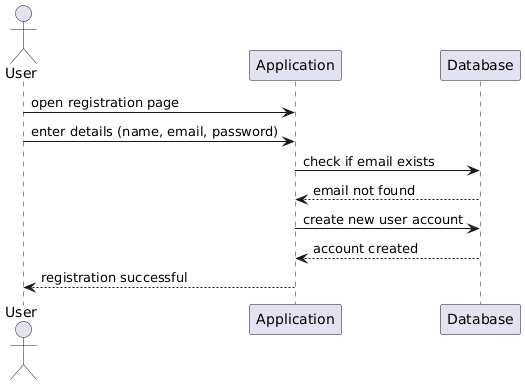 User
Application
Database
open registration page
enter details (name, email, password)
check if email exists
email not found
create new user account
account created
registration successful
User
Application
Database